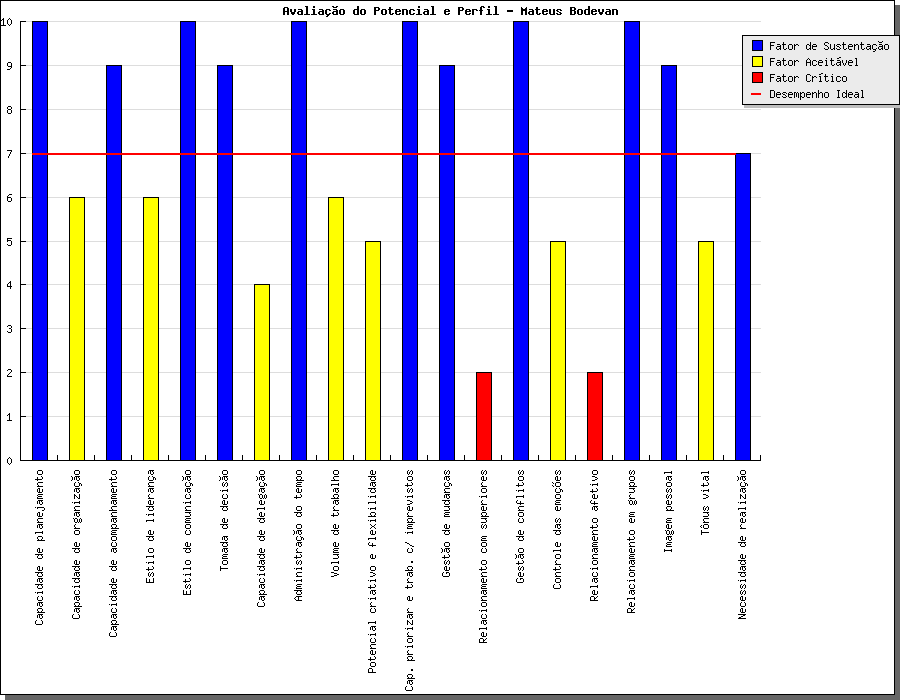 Avaliação do Potencial e Perfil - Mateus Bodevan
10
9
8
7
6
5
4
3
2
1
0
Fator de Sustentação
Fator Aceitável
Fator Crítico
Desempenho Ideal
Capacidade de planejamento
Capacidade de organização
Capacidade de acompanhamento
Estilo de liderança
Estilo de comunicação
Tomada de decisão
Capacidade de delegação
Administração do tempo
Volume de trabalho
Potencial criativo e flexibilidade
Cap. priorizar e trab. c/ imprevistos
Gestão de mudanças
Relacionamento com superiores
Gestão de conflitos
Controle das emoções
Relacionamento afetivo
Relacionamento em grupos
Imagem pessoal
Tônus vital
Necessidade de realização